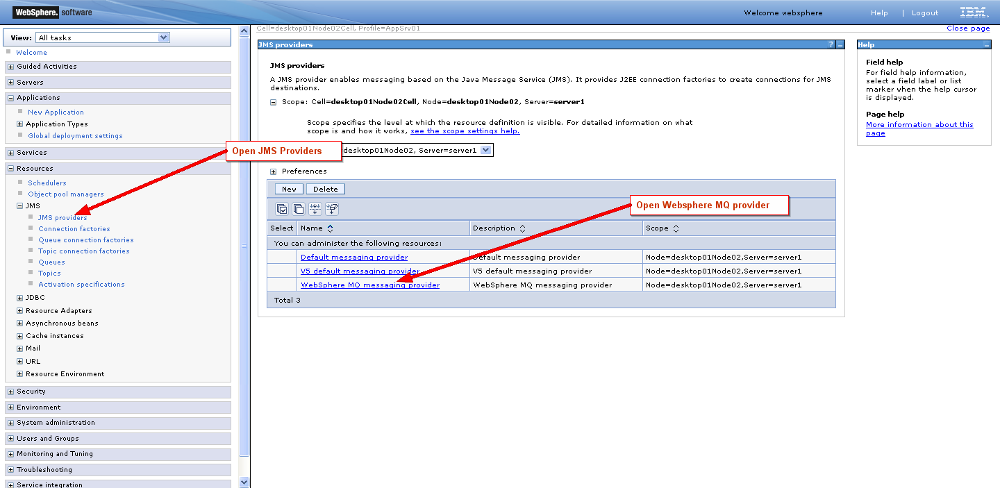 WebSphere. software
Welcome websphere
Help | Logout
IBM.
View: All tasks
Welcome
Guided Activities
Servers
Applications
New Application
Application Types
Global deployment settings
Services
Resources
Schedulers
Object pool managers
JMS
JMS providers
Connection factories
Queue connection factories
Topic connection factories
Queues
Topics
Activation specifications
JDBC
Resource Adapters
Asynchronous beans
Cache instances
Mail
URL
Resource Environment
Security
Environment
System administration
Users and Groups
Monitoring and Tuning
Troubleshooting
Service integration
Cell=desktop01Node02Cell, Profile=AppSrv01
Close page
JMS providers
?
JMS providers
A JMS provider enables messaging based on the Java Message Service (JMS). It provides J2EE connection factories to create connections for JMS
destinations.
Scope: Cell=desktop01Node02Cell, Node=desktop01Node02, Server=server1
Scope specifies the level at which the resource definition is visible. For detailed information on what
scope is and how it works, see the scope settings help.
Open JMS Providers
desktop01Node02, Server=server1
Preferences
New Delete
Open Websphere MQ provider
Select Name Description Scope
You can administer the following resources:
Default messaging provider Default messaging provider Node=desktop01Node02,Server=server1
V5 default messaging provider V5 default messaging provider Node=desktop01Node02,Server=server1
WebSphere MQ messaging provider WebSphere MQ messaging provider Node=desktop01Node02,Server=server1
Total 3
Help
Field help
For field help information,
select a field label or list
marker when the help cursor
is displayed.
Page help
More information about this
page